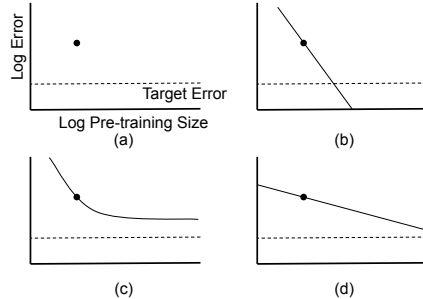 Log Error
Target Error
Log Pre-training Size
(a)
(b)
(c)
(d)